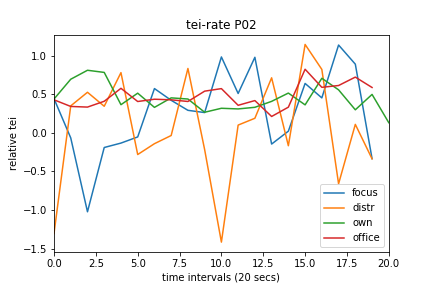 tei-rate P02
relative tei
1.0
0.5
0.0
−0.5
−1.0
−1.5
0.0 2.5 5.0 7.5 10.0 12.5 15.0 17.5 20.0
time intervals (20 secs)
focus
distr
own
office